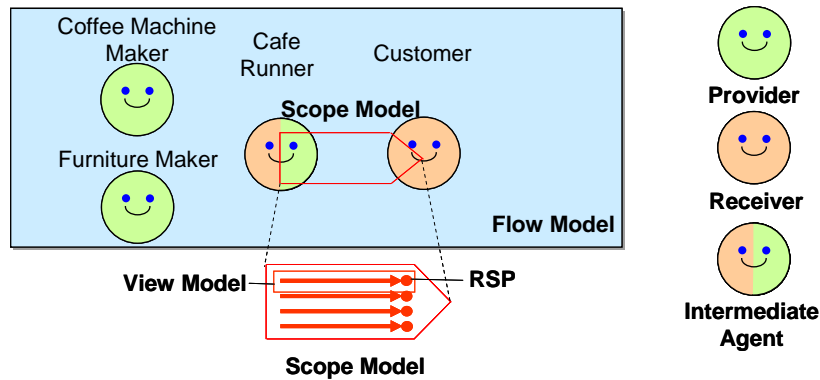 Coffee Machine
Maker
Cafe
Runner
Customer
Scope Model
Furniture Maker
Flow Model
View Model
RSP
Scope Model
Provider
Receiver
Intermediate
Agent